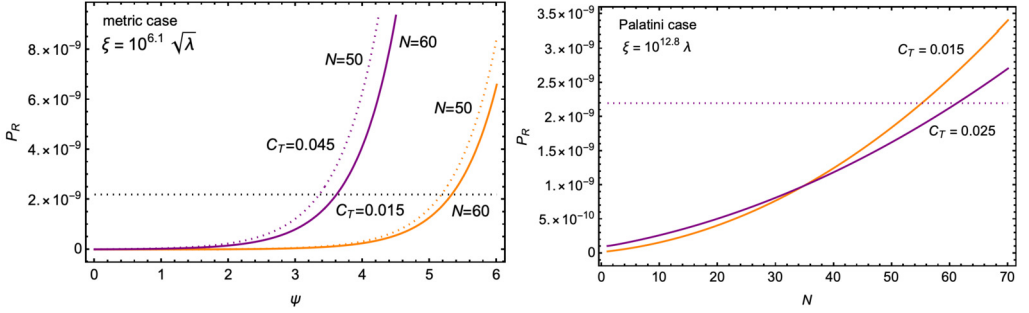 metric case
ξ = 10^6.1 √λ
N=50
N=60
N=50
C_T=0.045
C_T=0.015
N=60
8.×10^-9
6.×10^-9
4.×10^-9
2.×10^-9
0
P_R
0 1 2 3 4 5 6
ψ
Palatini case
ξ = 10^12.8 λ
C_T = 0.015
C_T = 0.025
3.5×10^-9
3.×10^-9
2.5×10^-9
2.×10^-9
1.5×10^-9
1.×10^-9
5.×10^-10
0
P_R
0 10 20 30 40 50 60 70
N